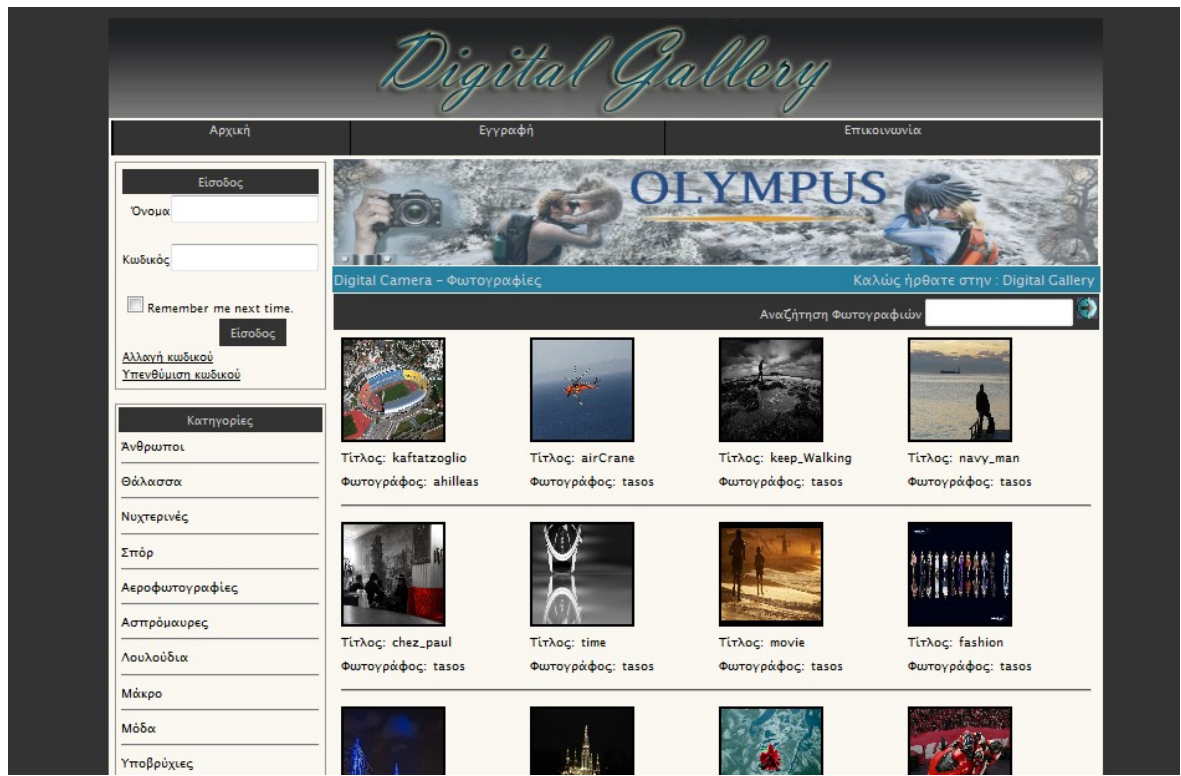 Digital Gallery
Αρχική Εγγραφή Επικοινωνία
Είσοδος
Όνομα
Κωδικός
Remember me next time.
Είσοδος
Αλλαγή κωδικού
Υπενθύμιση κωδικού
Κατηγορίες
Άνθρωποι
Θάλασσα
Νυχτερινές
Σπόρ
Αεροφωτογραφίες
Ασπρόμαυρες
Λουλούδια
Μάκρο
Μόδα
Υποβρύχιες
OLYMPUS
Digital Camera – Φωτογραφίες Καλώς ήρθατε στην : Digital Gallery
Αναζήτηση Φωτογραφιών
Τίτλος: kaftatzoglio Τίτλος: airCrane Τίτλος: keep_Walking Τίτλος: navy_man
Φωτογράφος: ahilleas Φωτογράφος: tasos Φωτογράφος: tasos Φωτογράφος: tasos
Τίτλος: chez_paul Τίτλος: time Τίτλος: movie Τίτλος: fashion
Φωτογράφος: tasos Φωτογράφος: tasos Φωτογράφος: tasos Φωτογράφος: tasos